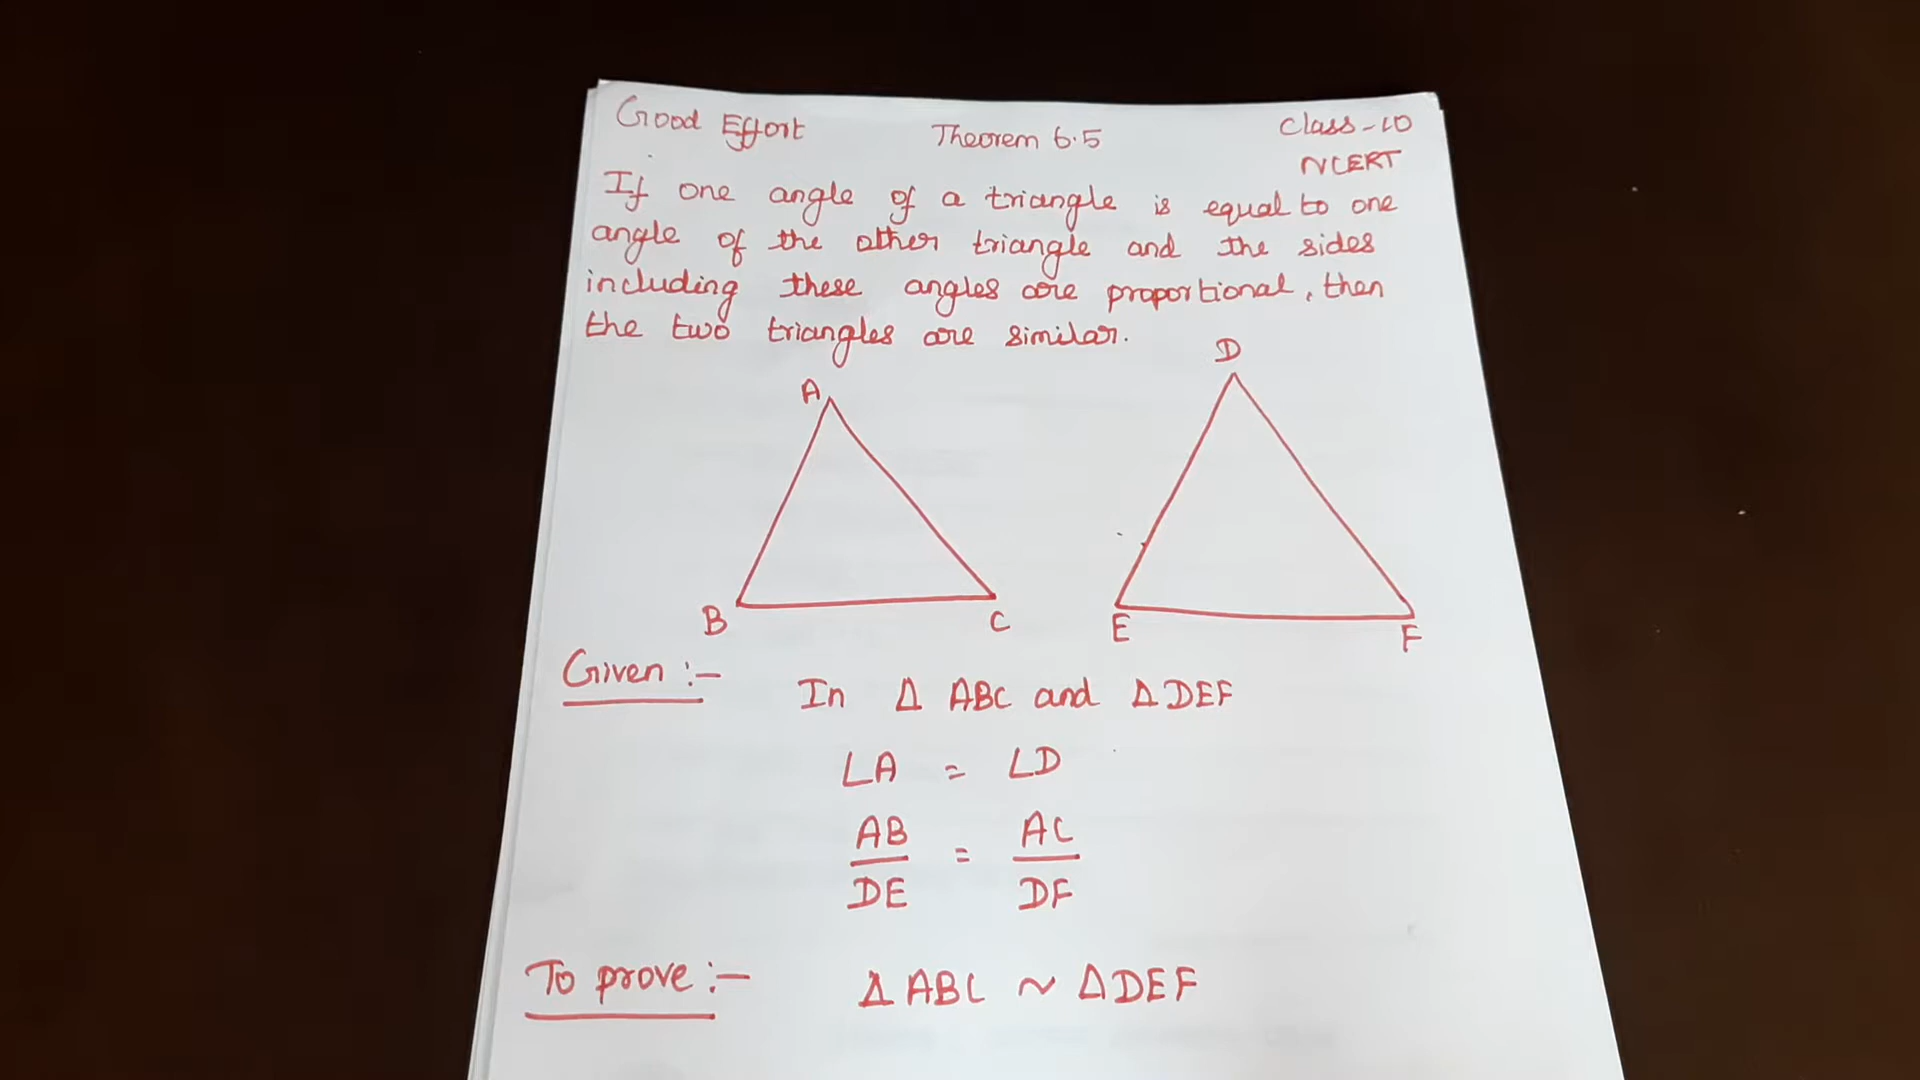 Good Effort
Theorem 6.5
Class-10
NCERT
If one angle of a triangle is equal to one
angle of the other triangle and the sides
including these angles are proportional, then
the two triangles are similar.
A
D
B
C
E
F
Given :-
In Δ ABC and Δ DEF
∠A = ∠D
AB/DE = AC/DF
To prove :-
Δ ABC ~ Δ DEF